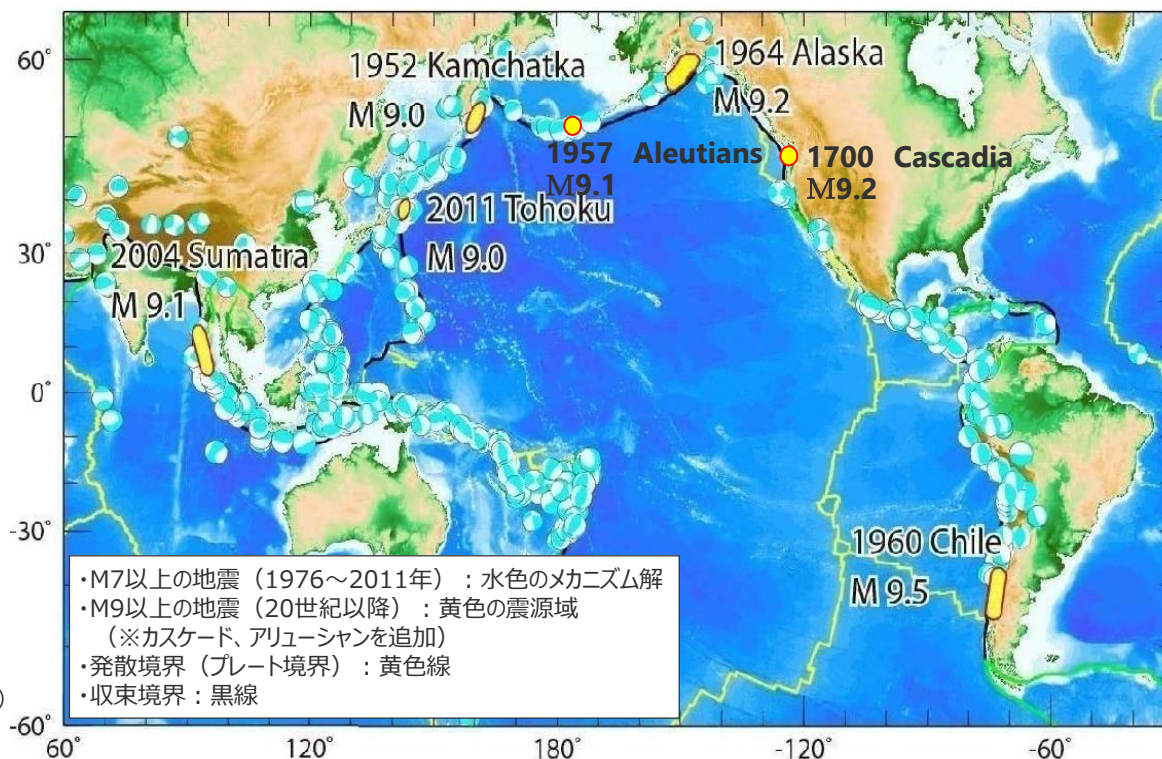 60°
30°
0°
-30°
-60°
1952 Kamchatka
M 9.0
1964 Alaska
M 9.2
1957 Aleutians
M9.1
1700 Cascadia
M9.2
2011 Tohoku
M 9.0
2004 Sumatra
M 9.1
1960 Chile
M 9.5
・M7以上の地震（1976～2011年）：水色のメカニズム解
・M9以上の地震（20世紀以降）：黄色の震源域
（※カスケード、アリューシャンを追加）
・発散境界（プレート境界）：黄色線
・収束境界：黒線
）
60°
120°
180°
-120°
-60°